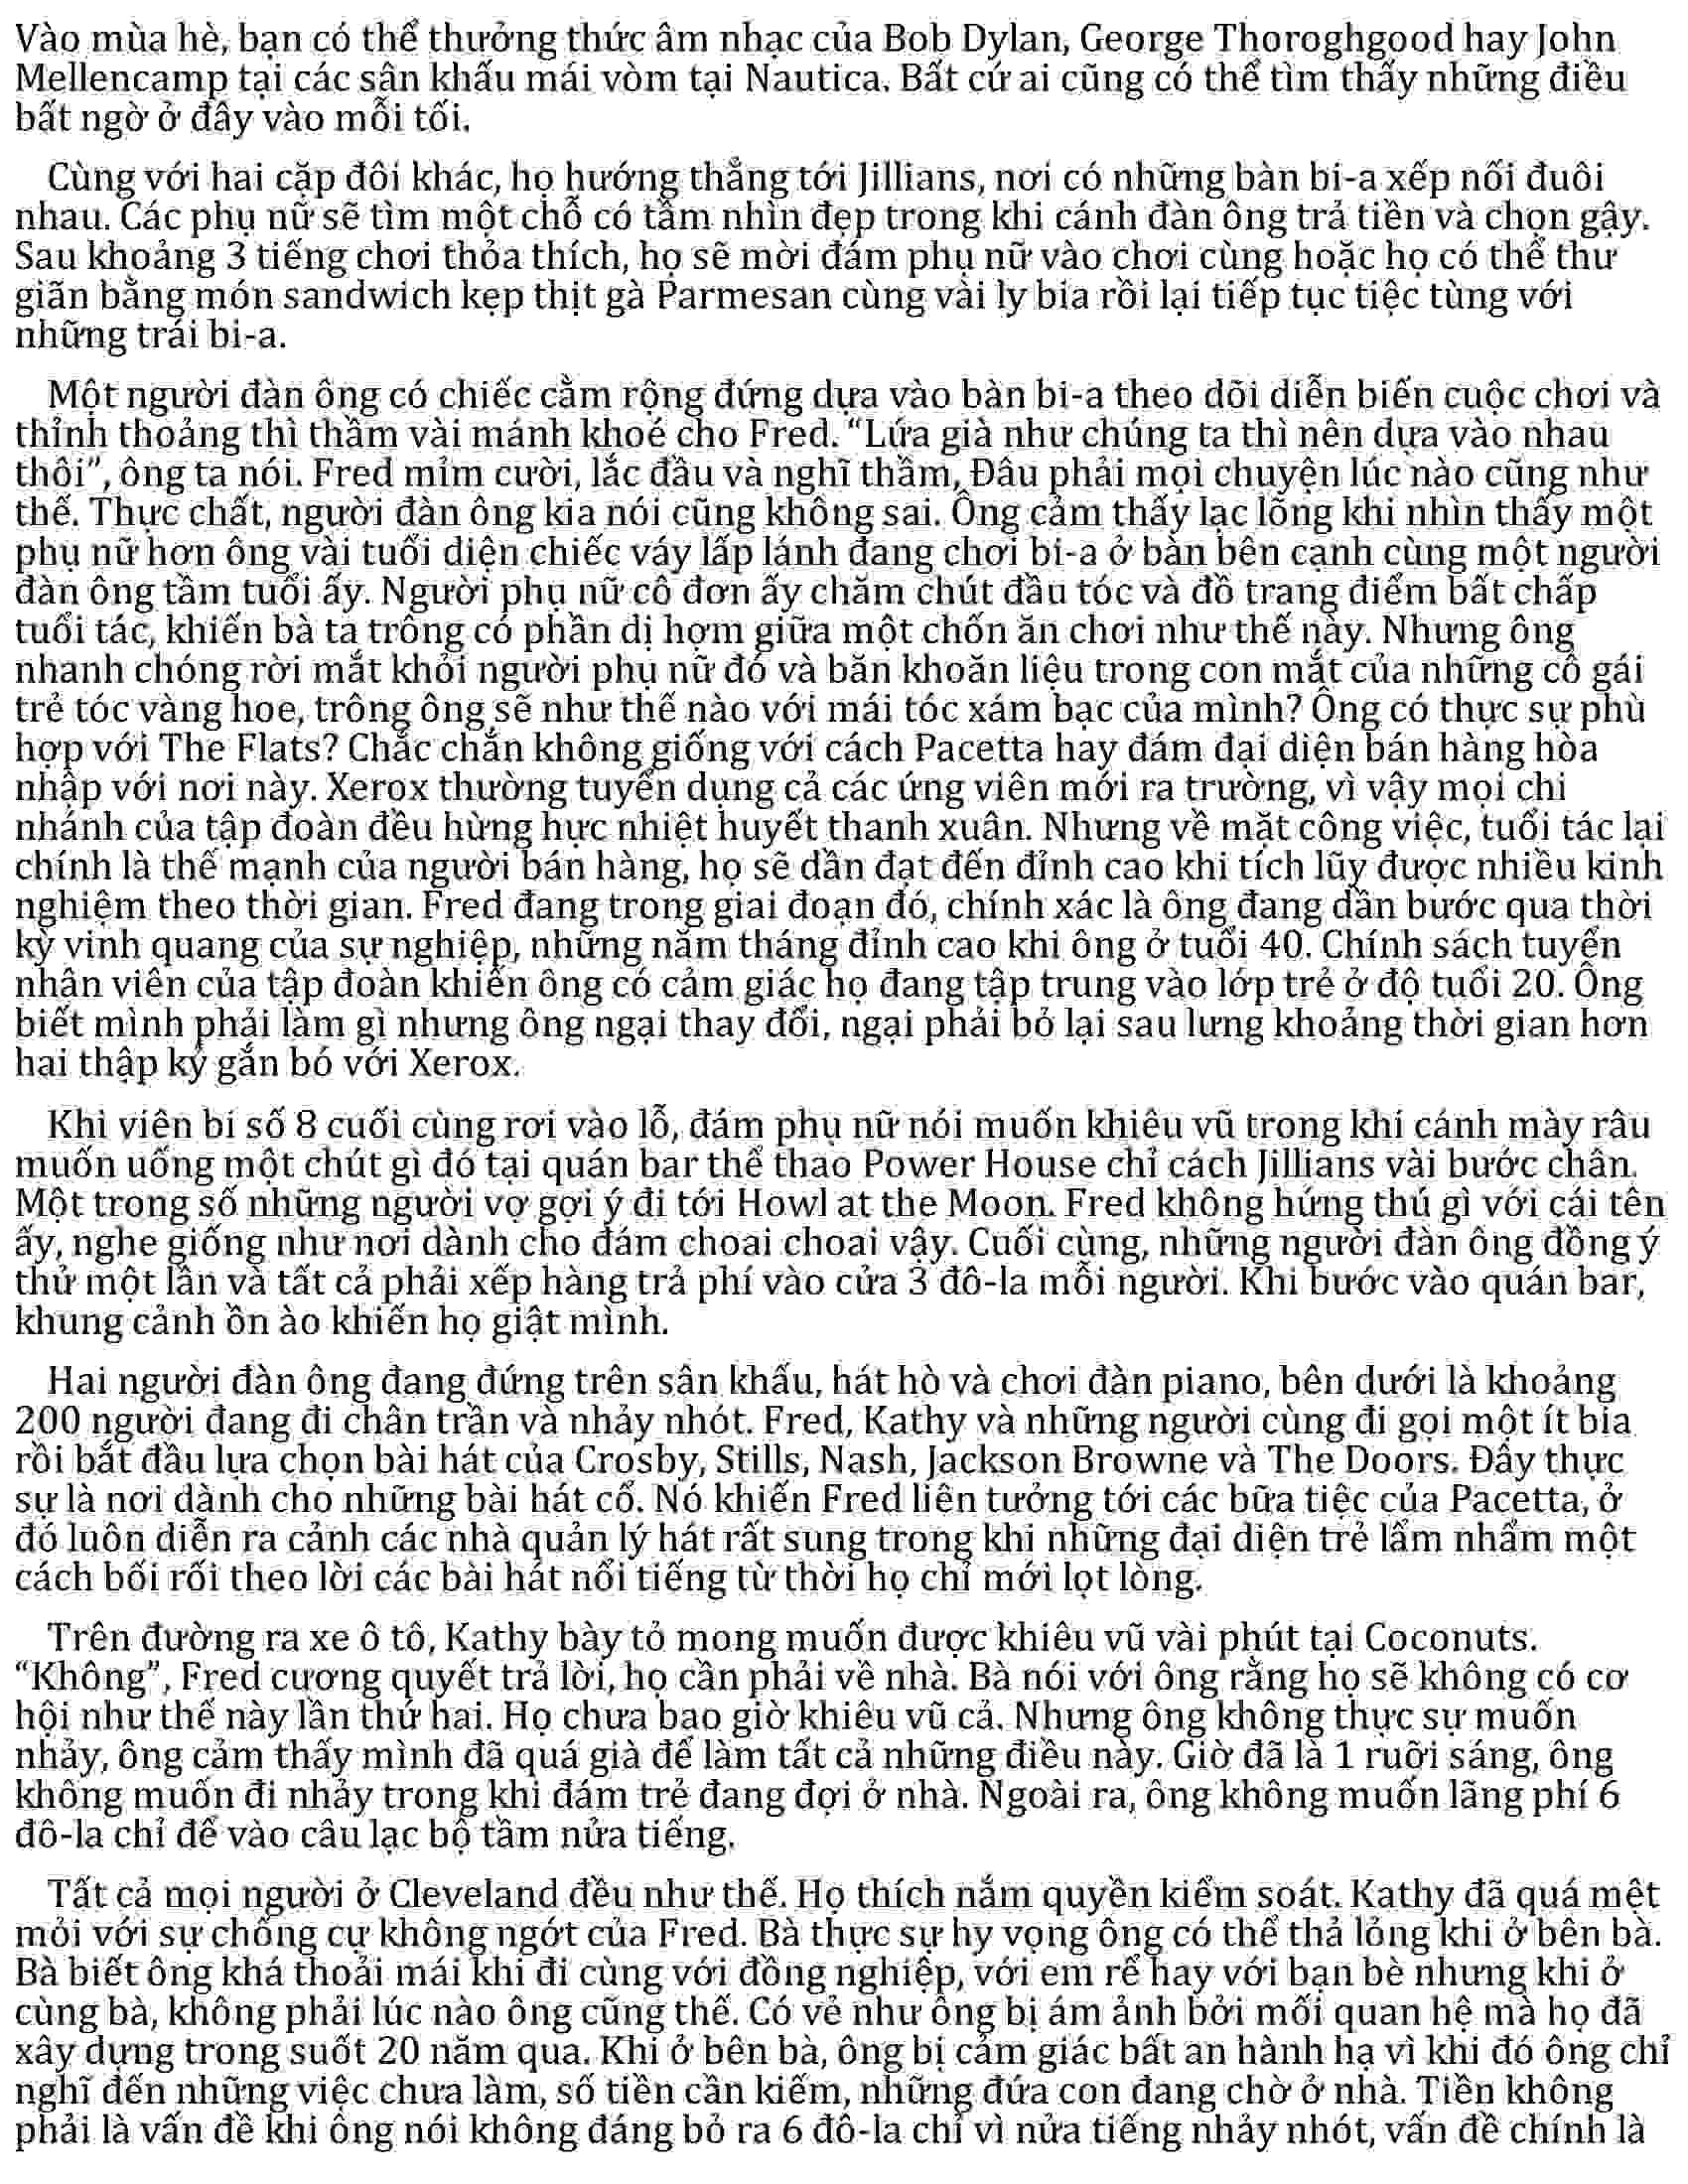 Vào mùa hè, bạn có thể thưởng thức âm nhạc của Bob Dylan, George Thoroghgood hay John
Mellencamp tại các sân khấu mái vòm tại Nautica. Bất cứ ai cũng có thể tìm thấy những điều
bất ngờ ở đây vào mỗi tối.
Cùng với hai cặp đôi khác, họ hướng thẳng tới Jillians, nơi có những bàn bi-a xếp nối đuôi
nhau. Các phụ nữ sẽ tìm một chỗ có tầm nhìn đẹp trong khi cánh đàn ông trả tiền và chọn gậy.
Sau khoảng 3 tiếng chơi thỏa thích, họ sẽ mời đám phụ nữ vào chơi cùng hoặc họ có thể thư
giãn bằng món sandwich kẹp thịt gà Parmesan cùng vài ly bia rồi lại tiếp tục tiệc tùng với
những trái bi-a.
Một người đàn ông có chiếc cằm rộng đứng dựa vào bàn bi-a theo dõi diễn biến cuộc chơi và
thỉnh thoảng thì thầm vài mánh khoé cho Fred. “Lứa già như chúng ta thì nên dựa vào nhau
thôi”, ông ta nói. Fred mỉm cười, lắc đầu và nghĩ thầm, Đâu phải mọi chuyện lúc nào cũng như
thế. Thực chất, người đàn ông kia nói cũng không sai. Ông cảm thấy lạc lõng khi nhìn thấy một
phụ nữ hơn ông vài tuổi diện chiếc váy lấp lánh đang chơi bi-a ở bàn bên cạnh cùng một người
đàn ông tầm tuổi ấy. Người phụ nữ cô đơn ấy chăm chút đầu tóc và đồ trang điểm bất chấp
tuổi tác, khiến bà ta trông có phần dị hợm giữa một chốn ăn chơi như thế này. Nhưng ông
nhanh chóng rời mắt khỏi người phụ nữ đó và băn khoăn liệu trong con mắt của những cô gái
trẻ tóc vàng hoe, trông ông sẽ như thế nào với mái tóc xám bạc của mình? Ông có thực sự phù
hợp với The Flats? Chắc chắn không giống với cách Pacetta hay đám đại diện bán hàng hòa
nhập với nơi này. Xerox thường tuyển dụng cả các ứng viên mới ra trường, vì vậy mọi chi
nhánh của tập đoàn đều hừng hực nhiệt huyết thanh xuân. Nhưng về mặt công việc, tuổi tác lại
chính là thế mạnh của người bán hàng, họ sẽ dần đạt đến đỉnh cao khi tích lũy được nhiều kinh
nghiệm theo thời gian. Fred đang trong giai đoạn đó, chính xác là ông đang dần bước qua thời
kỳ vinh quang của sự nghiệp, những năm tháng đỉnh cao khi ông ở tuổi 40. Chính sách tuyển
nhân viên của tập đoàn khiến ông có cảm giác họ đang tập trung vào lớp trẻ ở độ tuổi 20. Ông
biết mình phải làm gì nhưng ông ngại thay đổi, ngại phải bỏ lại sau lưng khoảng thời gian hơn
hai thập kỷ gắn bó với Xerox.
Khi viên bi số 8 cuối cùng rơi vào lỗ, đám phụ nữ nói muốn khiêu vũ trong khi cánh mày râu
muốn uống một chút gì đó tại quán bar thể thao Power House chỉ cách Jillians vài bước chân.
Một trong số những người vợ gợi ý đi tới Howl at the Moon. Fred không hứng thú gì với cái tên
ấy, nghe giống như nơi dành cho đám choai choai vậy. Cuối cùng, những người đàn ông đồng ý
thử một lần và tất cả phải xếp hàng trả phí vào cửa 3 đô-la mỗi người. Khi bước vào quán bar,
khung cảnh ồn ào khiến họ giật mình.
Hai người đàn ông đang đứng trên sân khấu, hát hò và chơi đàn piano, bên dưới là khoảng
200 người đang đi chân trần và nhảy nhót. Fred, Kathy và những người cùng đi gọi một ít bia
rồi bắt đầu lựa chọn bài hát của Crosby, Stills, Nash, Jackson Browne và The Doors. Đây thực
sự là nơi dành cho những bài hát cổ. Nó khiến Fred liên tưởng tới các bữa tiệc của Pacetta, ở
đó luôn diễn ra cảnh các nhà quản lý hát rất sung trong khi những đại diện trẻ lẩm nhẩm một
cách bối rối theo lời các bài hát nổi tiếng từ thời họ chỉ mới lọt lòng.
Trên đường ra xe ô tô, Kathy bày tỏ mong muốn được khiêu vũ vài phút tại Coconuts.
“Không”, Fred cương quyết trả lời, họ cần phải về nhà. Bà nói với ông rằng họ sẽ không có cơ
hội như thế này lần thứ hai. Họ chưa bao giờ khiêu vũ cả. Nhưng ông không thực sự muốn
nhảy, ông cảm thấy mình đã quá già để làm tất cả những điều này. Giờ đã là 1 rưỡi sáng, ông
không muốn đi nhảy trong khi đám trẻ đang đợi ở nhà. Ngoài ra, ông không muốn lãng phí 6
đô-la chỉ để vào câu lạc bộ tầm nửa tiếng.
Tất cả mọi người ở Cleveland đều như thế. Họ thích nắm quyền kiểm soát. Kathy đã quá mệt
mỏi với sự chống cự không ngớt của Fred. Bà thực sự hy vọng ông có thể thả lỏng khi ở bên bà.
Bà biết ông khá thoải mái khi đi cùng với đồng nghiệp, với em rể hay với bạn bè nhưng khi ở
cùng bà, không phải lúc nào ông cũng thế. Có vẻ như ông bị ám ảnh bởi mối quan hệ mà họ đã
xây dựng trong suốt 20 năm qua. Khi ở bên bà, ông bị cảm giác bất an hành hạ vì khi đó ông chỉ
nghĩ đến những việc chưa làm, số tiền cần kiếm, những đứa con đang chờ ở nhà. Tiền không
phải là vấn đề khi ông nói không đáng bỏ ra 6 đô-la chỉ vì nửa tiếng nhảy nhót, vấn đề chính là